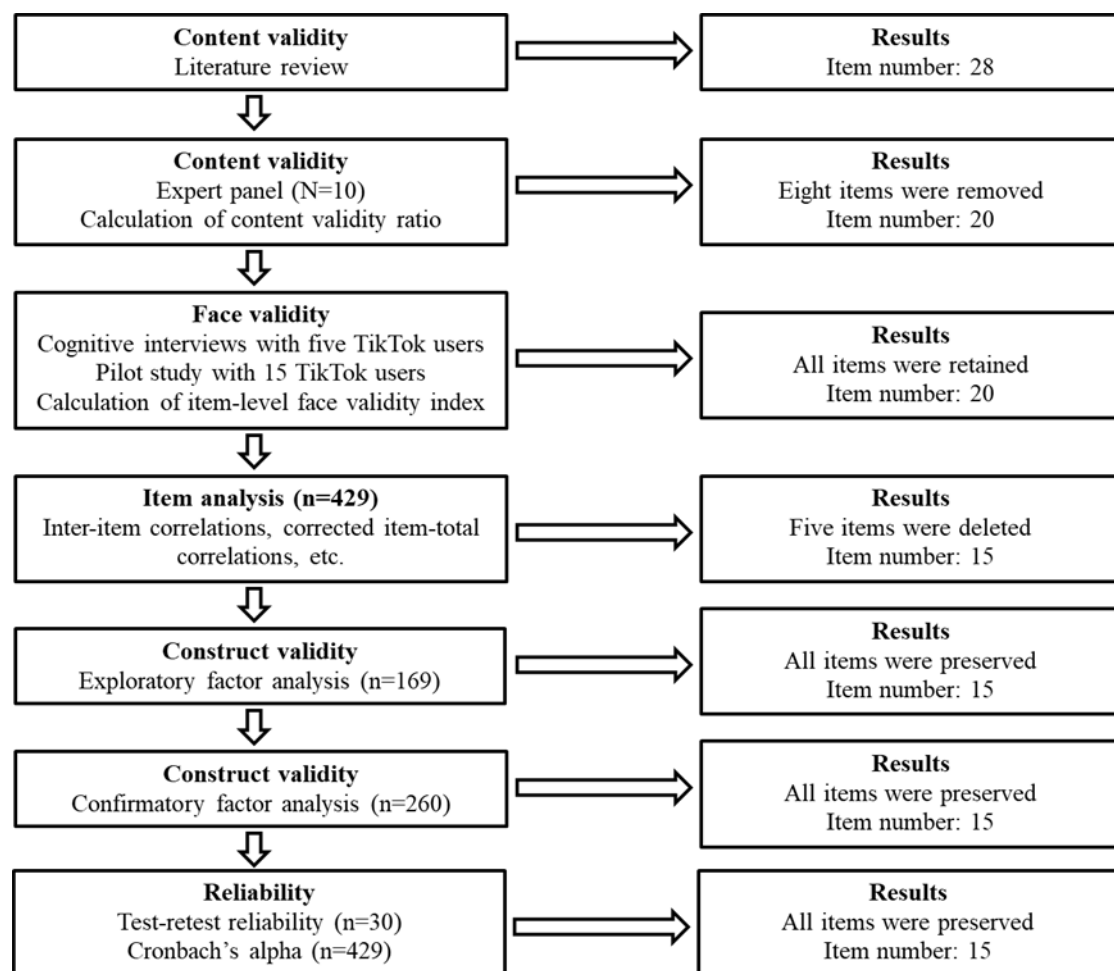 Content validity
Literature review
Results
Item number: 28
Content validity
Expert panel (N=10)
Calculation of content validity ratio
Results
Eight items were removed
Item number: 20
Face validity
Cognitive interviews with five TikTok users
Pilot study with 15 TikTok users
Calculation of item-level face validity index
Results
All items were retained
Item number: 20
Item analysis (n=429)
Inter-item correlations, corrected item-total
correlations, etc.
Results
Five items were deleted
Item number: 15
Construct validity
Exploratory factor analysis (n=169)
Results
All items were preserved
Item number: 15
Construct validity
Confirmatory factor analysis (n=260)
Results
All items were preserved
Item number: 15
Reliability
Test-retest reliability (n=30)
Cronbach’s alpha (n=429)
Results
All items were preserved
Item number: 15